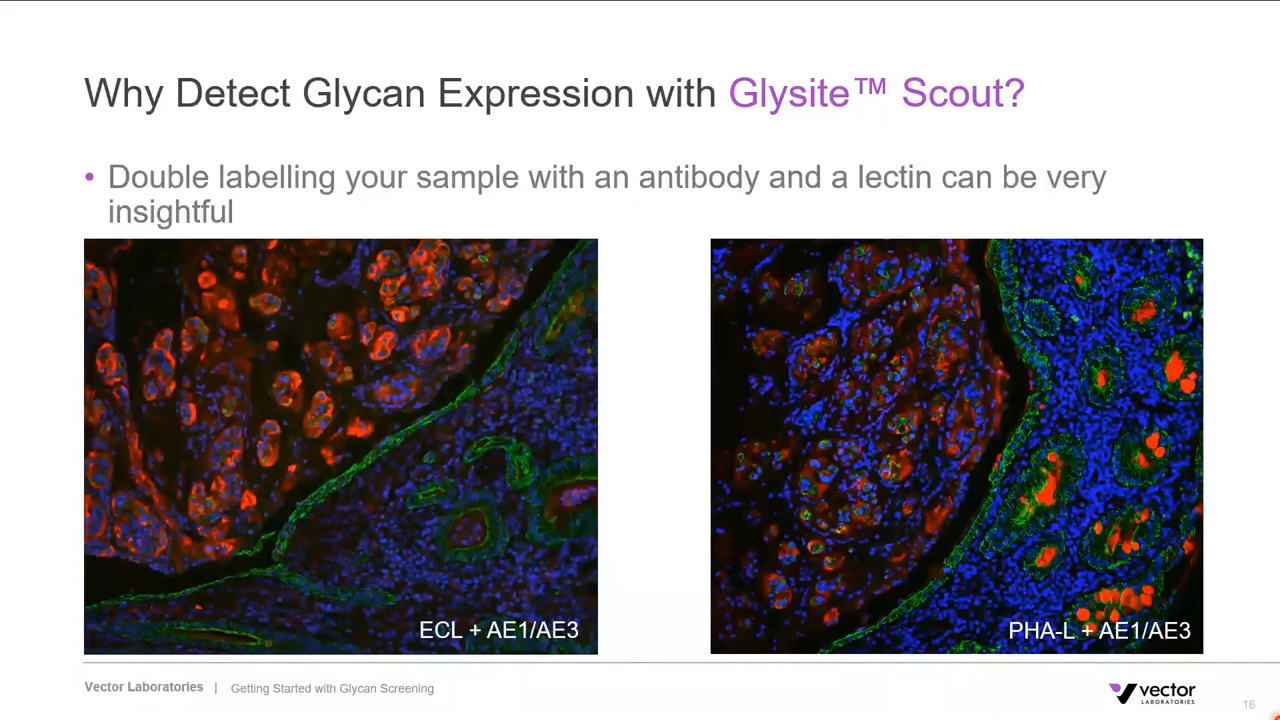 Why Detect Glycan Expression with Glysite™ Scout?
• Double labelling your sample with an antibody and a lectin can be very
insightful
ECL + AE1/AE3
PHA-L + AE1/AE3
Vector Laboratories | Getting Started with Glycan Screening
vector
LABORATORIES
16